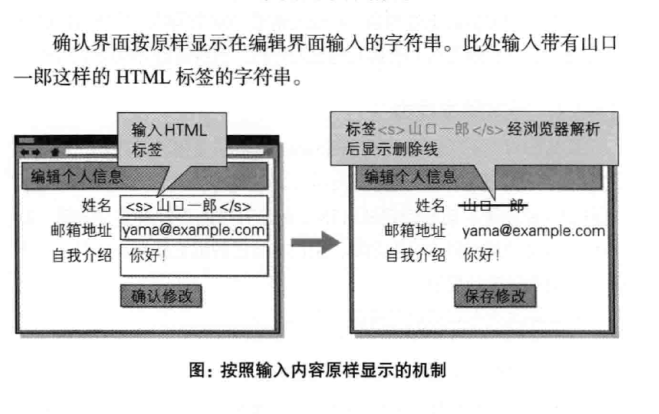 确认界面按原样显示在编辑界面输入的字符串。此处输入带有山口
一郎这样的 HTML 标签的字符串。
输入HTML
标签
编辑个人信息
姓名 <s>山口一郎</s>
邮箱地址 yama@example.com
自我介绍 你好!
确认修改
标签<s>山口一郎</s>经浏览器解析
后显示删除线
编辑个人信息
姓名 山口一郎
邮箱地址 yama@example.com
自我介绍 你好!
保存修改
图:按照输入内容原样显示的机制